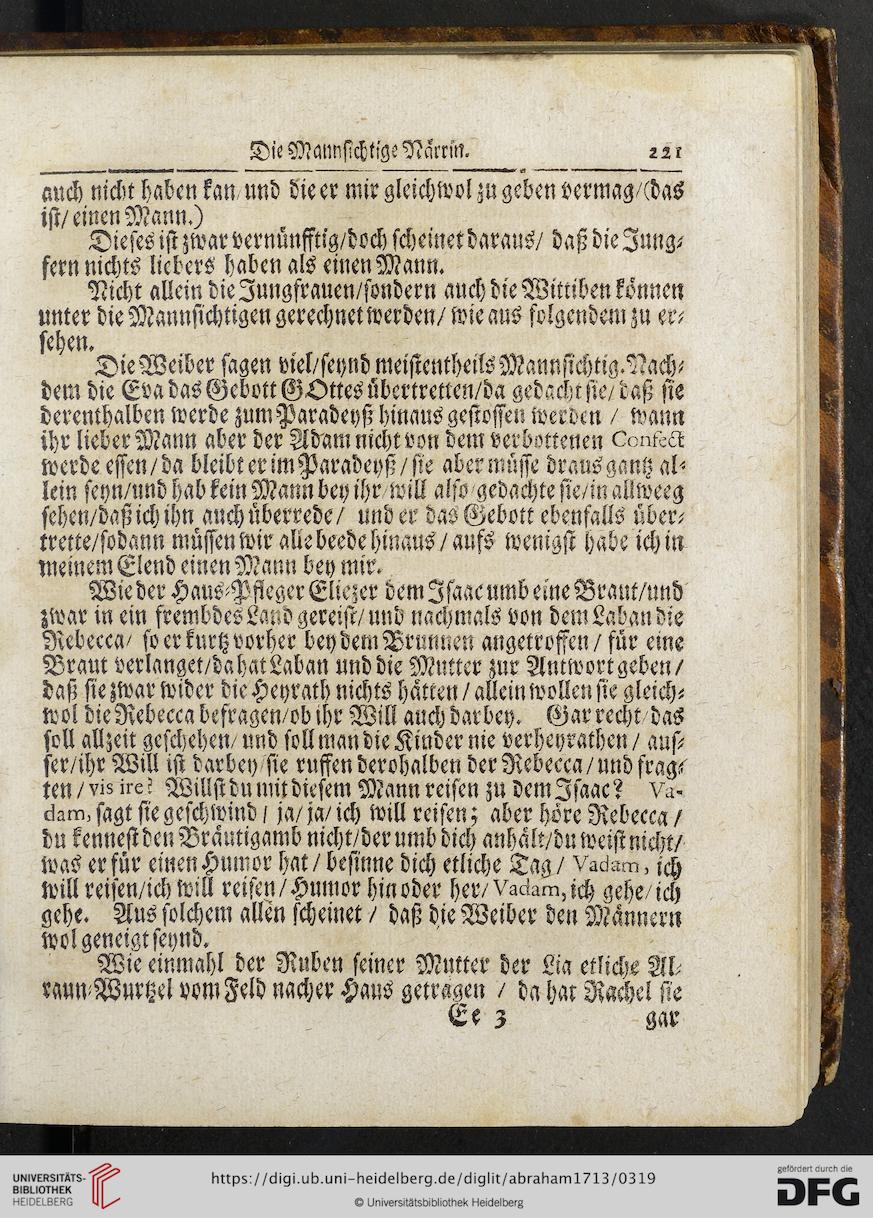 Die Mannsichtige Närrin. 221
auch nicht haben kan/ und die er mir gleichwol zu geben vermag/ (das
ist/ einen Mann.)
Dieses ist zwar vernünfftig/ doch scheinet daraus/ daß die Jung-
fern nichts liebers haben als einen Mann.
Nicht allein die Jungfrauen/ sondern auch die Wittiben können
unter die Mannsichtigen gerechnet werden/ wie aus folgendem zu er-
sehen.
Die Weiber sagen viel/ seynd meistentheils Mannsichtig. Nach-
dem die Eva das Gebott GOttes übertretten/ da gedacht sie/ daß sie
derenthalben werde zum Paradeyß hinaus gestossen werden / wann
ihr lieber Mann aber der Adam nicht von dem verbottenen Confect
werde essen/ da bleibt er im Paradeyß/ sie aber müsse draus gantz al-
lein seyn/ und hab kein Mann bey ihr/ will also/ gedachte sie/ in allweeg
sehen/ daß ich ihn auch überrede/ und er das Gebott ebenfalls über-
trette/ sodann müssen wir alle beede hinaus/ aufs wenigst habe ich in
meinem Elend einen Mann bey mir.
Wie der Haus-Pfleger Eliezer dem Isaac umb eine Braut/ und
zwar in ein frembdes Land gereist/ und nachmals von dem Laban die
Rebecca/ so er kurtz vorher bey dem Brunnen angetroffen/ für eine
Braut verlanget/ da hat Laban und die Mutter zur Antwort geben/
daß sie zwar wider die Heyrath nichts hätten/ allein wollen sie gleich-
wol die Rebecca befragen/ ob ihr Will auch darbey. Gar recht/ das
soll allzeit geschehen/ und soll man die Kinder nie verheyrathen/ aus-
ser/ ihr Will ist darbey/ sie ruffen derohalben der Rebecca/ und frag-
ten/ vis ire? Willst du mit diesem Mann reisen zu dem Isaac? Va-
dam, sagt sie geschwind/ ja/ ja/ ich will reisen; aber höre Rebecca/
du kennest den Bräutigamb nicht/ der umb dich anhält/ du weist nicht/
was er für einen Humor hat/ besinne dich etliche Tag/ Vadam, ich
will reisen/ ich will reisen/ Humor hin oder her/ Vadam, ich gehe/ ich
gehe. Aus solchem allen scheinet/ daß die Weiber den Männern
wol geneigt seynd.
Wie einmahl der Ruben seiner Mutter der Lia etliche Al-
raun-Wurtzel vom Feld nacher Haus getragen / da hat Rachel sie
Ee 3 gar
UNIVERSITÄTS-
BIBLIOTHEK
HEIDELBERG
https://digi.ub.uni-heidelberg.de/diglit/abraham1713/0319
© Universitätsbibliothek Heidelberg
gefördert durch die
DFG